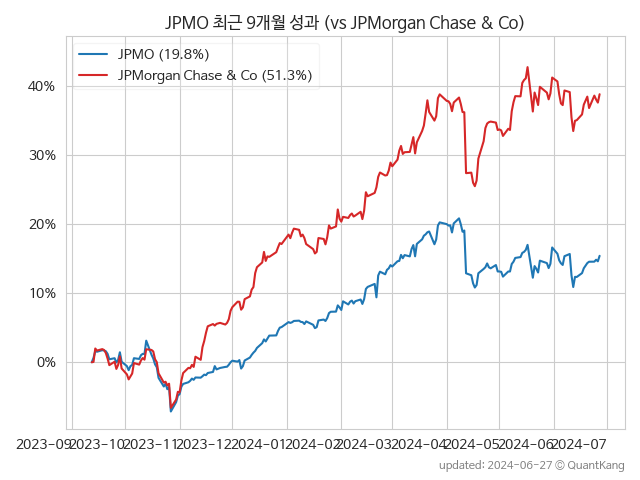 JPMO 최근 9개월 성과 (vs JPMorgan Chase & Co)
JPMO (19.8%)
JPMorgan Chase & Co (51.3%)
40%
30%
20%
10%
0%
2023-09 2023-10 2023-11 2023-12 2024-01 2024-02 2024-03 2024-04 2024-05 2024-06 2024-07
updated: 2024-06-27 © QuantKang